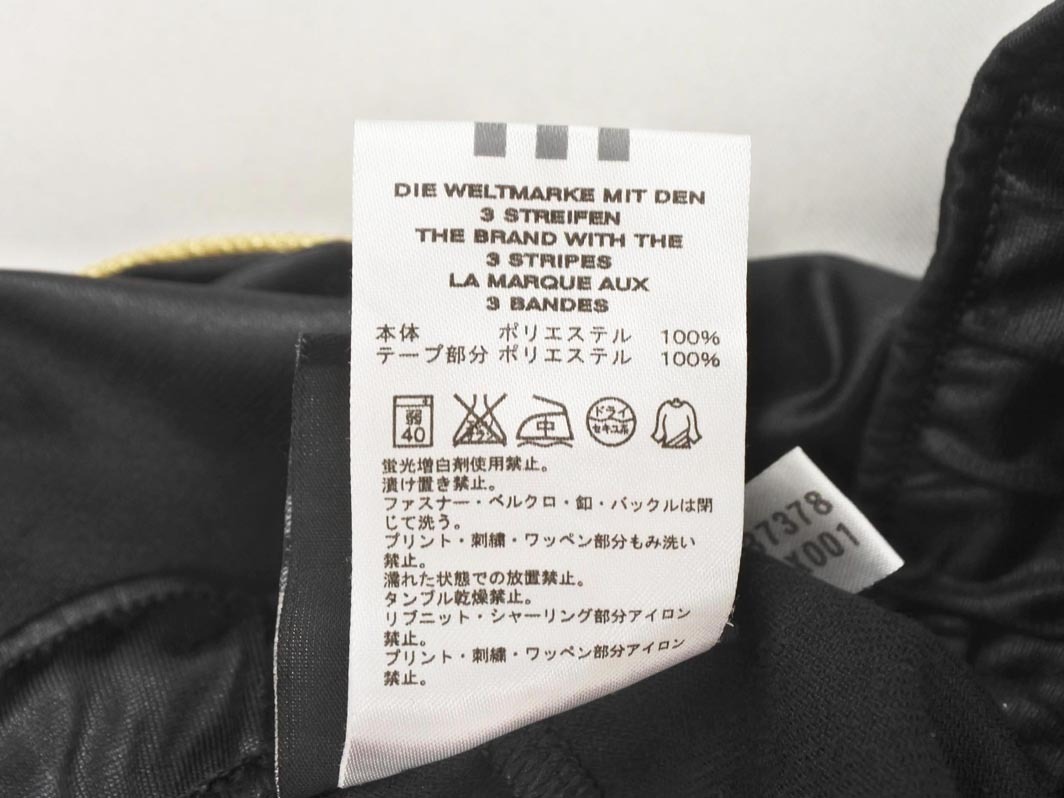 DIE WELTMARKE MIT DEN
3 STREIFEN
THE BRAND WITH THE
3 STRIPES
LA MARQUE AUX
3 BANDES
本体 ポリエステル 100%
テープ部分 ポリエステル 100%
弱
40
中
ドライ
セキユ系
蛍光増白剤使用禁止。
漬け置き禁止。
ファスナー・ベルクロ・釦・バックルは閉
じて洗う。
プリント・刺繍・ワッペン部分もみ洗い
禁止。
濡れた状態での放置禁止。
タンブル乾燥禁止。
リブニット・シャーリング部分アイロン
禁止。
プリント・刺繍・ワッペン部分アイロン
禁止。
37378
X001